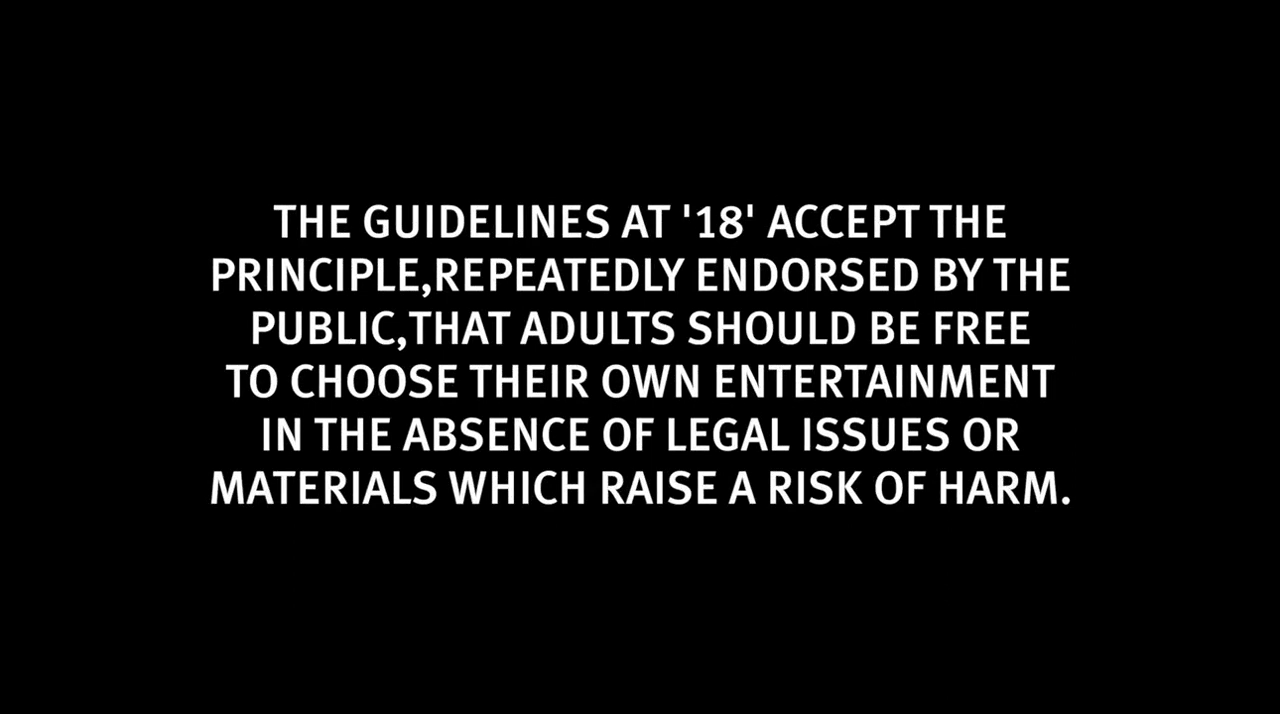 THE GUIDELINES AT '18' ACCEPT THE
PRINCIPLE,REPEATEDLY ENDORSED BY THE
PUBLIC,THAT ADULTS SHOULD BE FREE
TO CHOOSE THEIR OWN ENTERTAINMENT
IN THE ABSENCE OF LEGAL ISSUES OR
MATERIALS WHICH RAISE A RISK OF HARM.